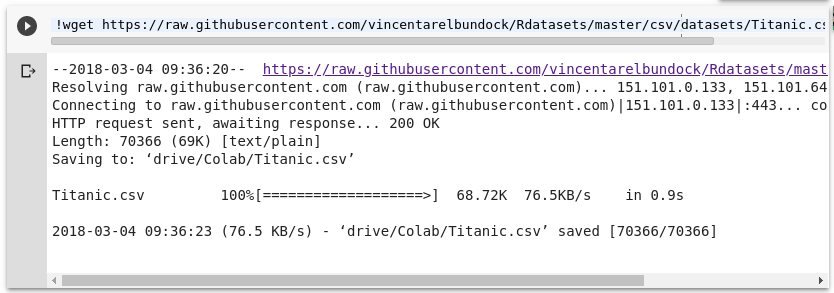 !wget https://raw.githubusercontent.com/vincentarelbundock/Rdatasets/master/csv/datasets/Titanic.cs
--2018-03-04 09:36:20--  https://raw.githubusercontent.com/vincentarelbundock/Rdatasets/mast
Resolving raw.githubusercontent.com (raw.githubusercontent.com)... 151.101.0.133, 151.101.64
Connecting to raw.githubusercontent.com (raw.githubusercontent.com)|151.101.0.133|:443... co
HTTP request sent, awaiting response... 200 OK
Length: 70366 (69K) [text/plain]
Saving to: ‘drive/Colab/Titanic.csv’
Titanic.csv         100%[===================>]  68.72K  76.5KB/s    in 0.9s
2018-03-04 09:36:23 (76.5 KB/s) - ‘drive/Colab/Titanic.csv’ saved [70366/70366]